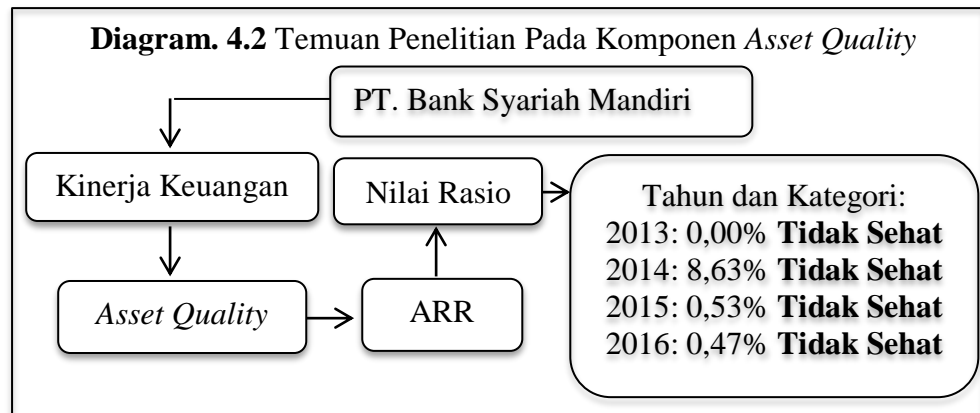 Diagram. 4.2 Temuan Penelitian Pada Komponen Asset Quality
PT. Bank Syariah Mandiri
Kinerja Keuangan
Asset Quality
ARR
Nilai Rasio
Tahun dan Kategori:
2013: 0,00% Tidak Sehat
2014: 8,63% Tidak Sehat
2015: 0,53% Tidak Sehat
2016: 0,47% Tidak Sehat